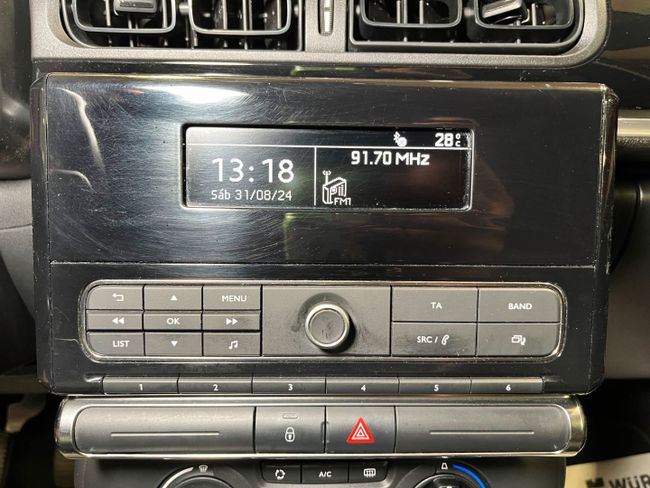 28°C
91.70 MHz
13:18
Sáb 31/08/24
FM1
MENU
TA
BAND
OK
LIST
SRC /
1 2 3 4 5 6
A/C
WÜR